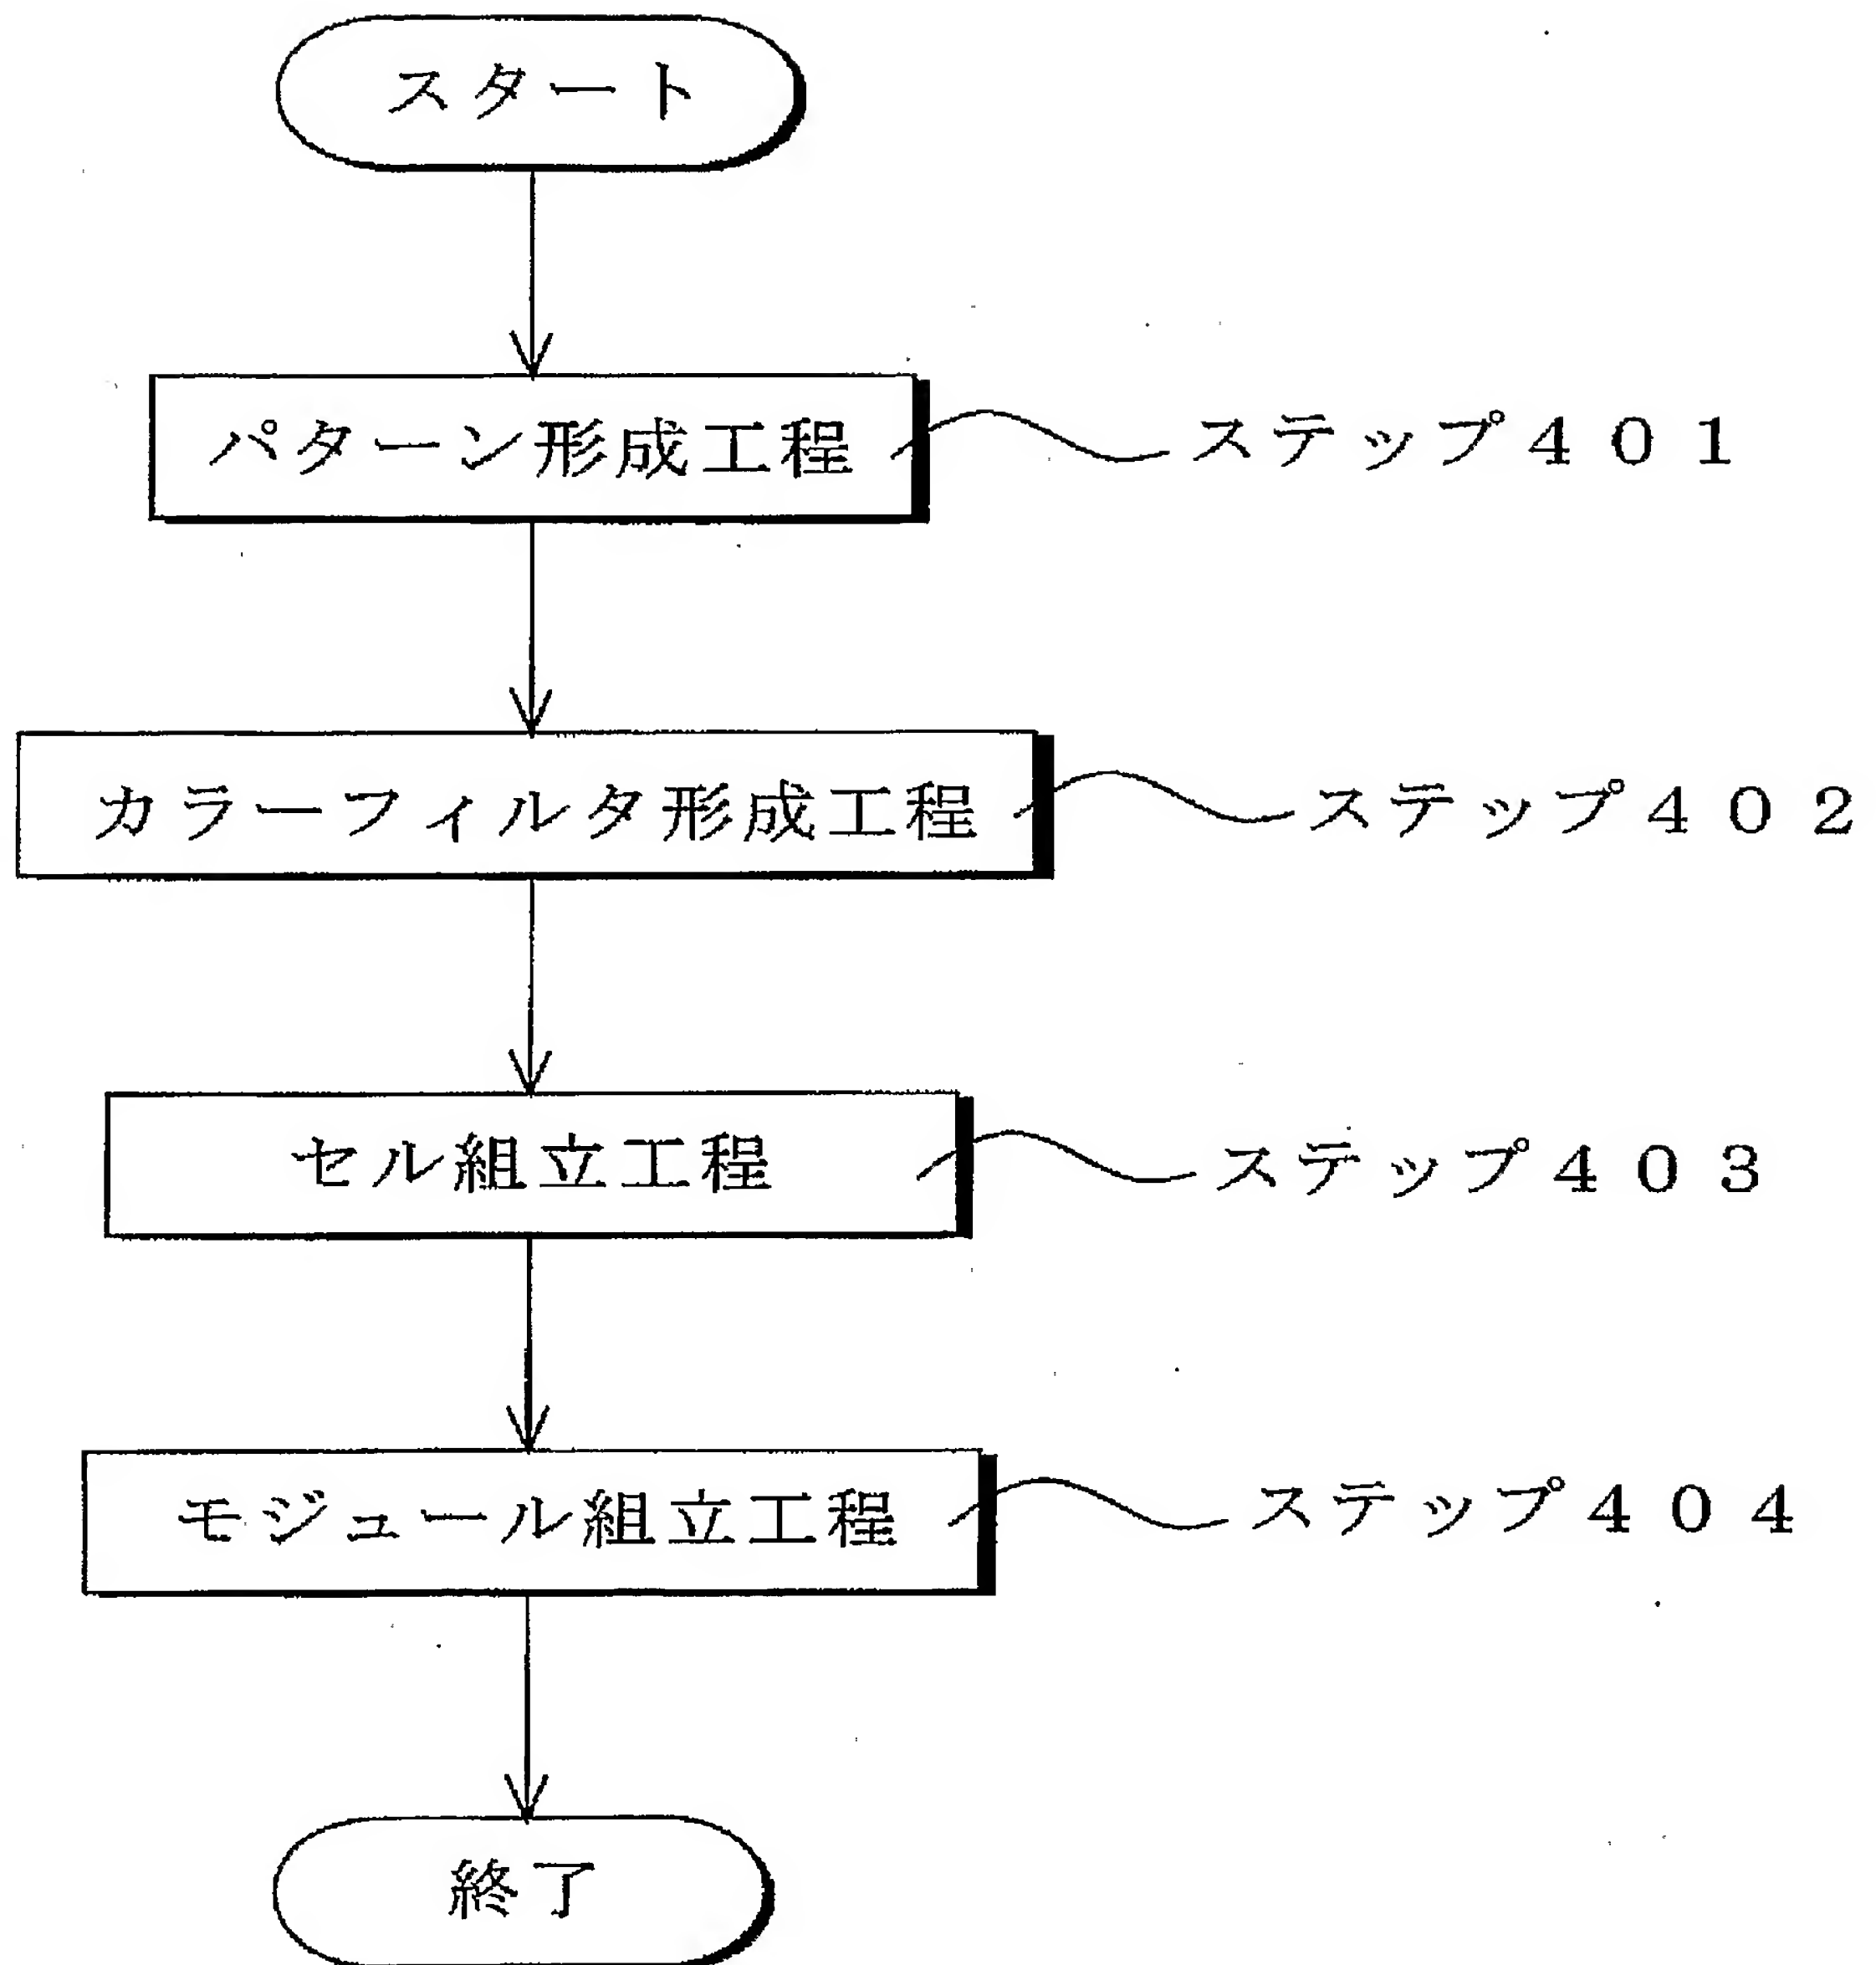 スタート
パターン形成工程 ステップ401
カラーフィルタ形成工程 ステップ402
セル組立工程 ステップ403
モジュール組立工程 ステップ404
終了